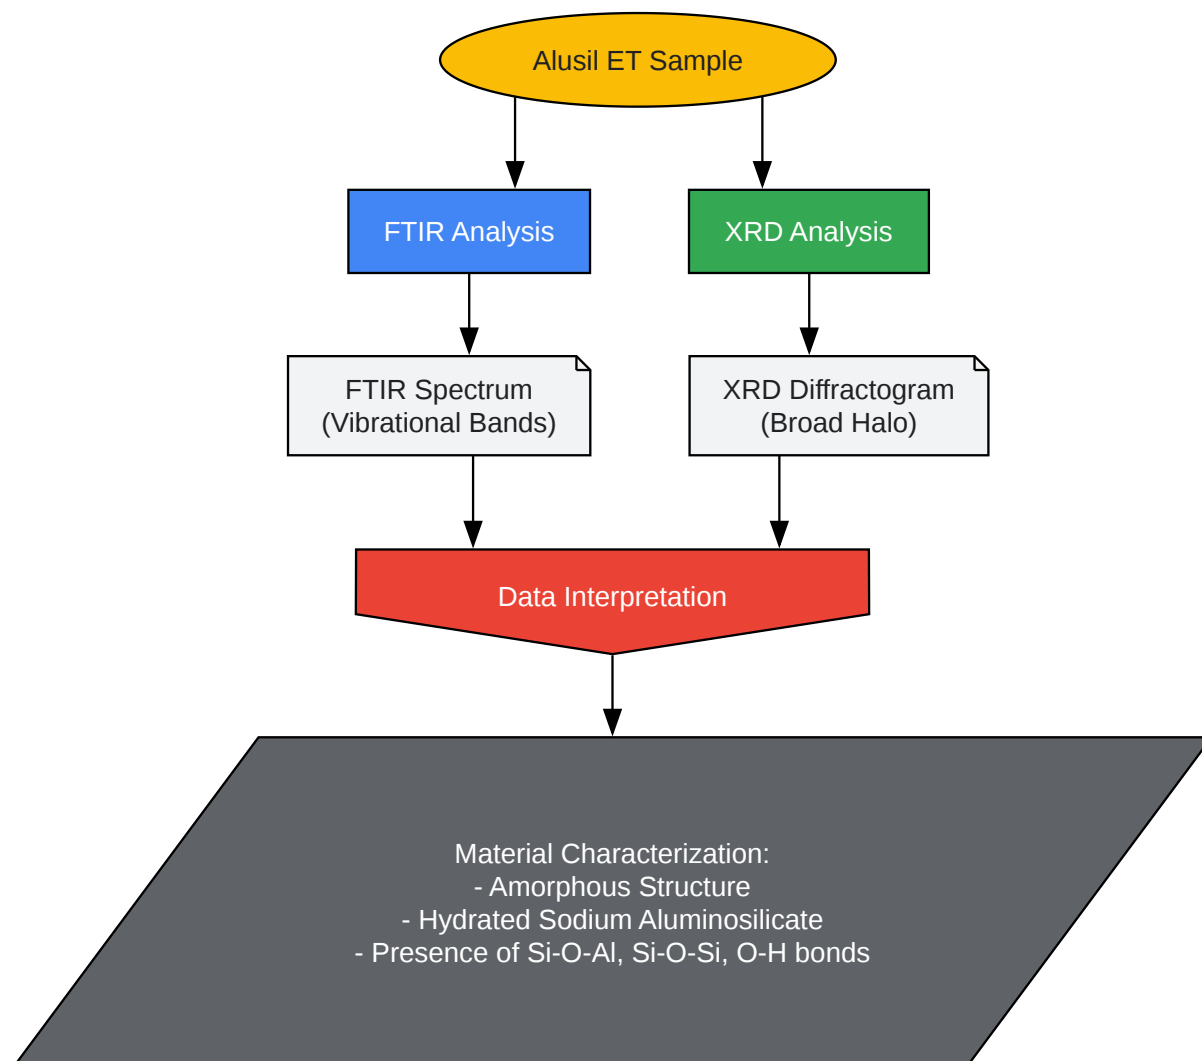 Alusil ET Sample
FTIR Analysis
XRD Analysis
FTIR Spectrum
(Vibrational Bands)
XRD Diffractogram
(Broad Halo)
Data Interpretation
Material Characterization:
- Amorphous Structure
- Hydrated Sodium Aluminosilicate
- Presence of Si-O-Al, Si-O-Si, O-H bonds